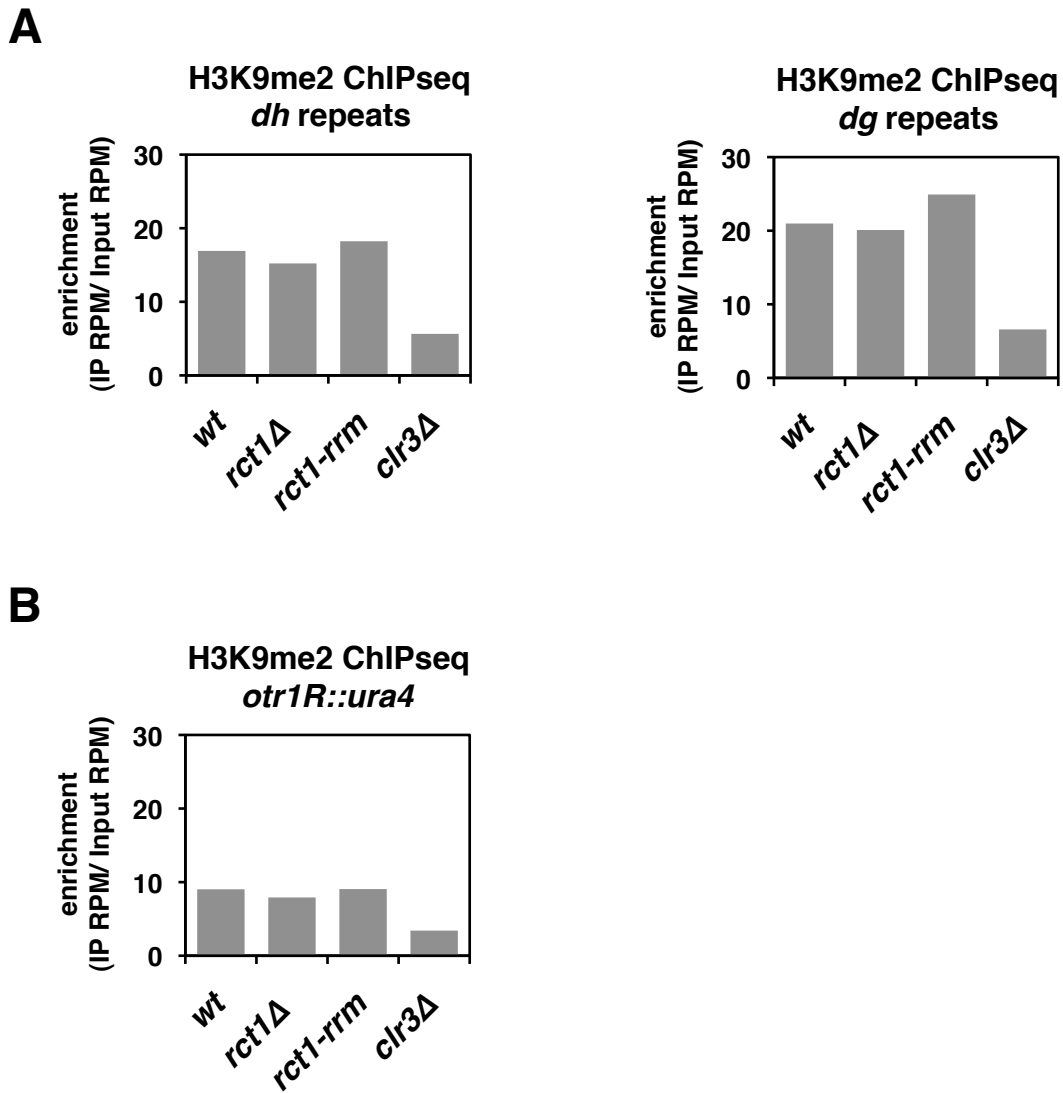 A
H3K9me2 ChIPseq
dh repeats
enrichment
(IP RPM/ Input RPM)
30
20
10
0
wt
rct1Δ
rct1-rrm
clr3Δ
H3K9me2 ChIPseq
dg repeats
enrichment
(IP RPM/ Input RPM)
30
20
10
0
wt
rct1Δ
rct1-rrm
clr3Δ
B
H3K9me2 ChIPseq
otr1R::ura4
enrichment
(IP RPM/ Input RPM)
30
20
10
0
wt
rct1Δ
rct1-rrm
clr3Δ